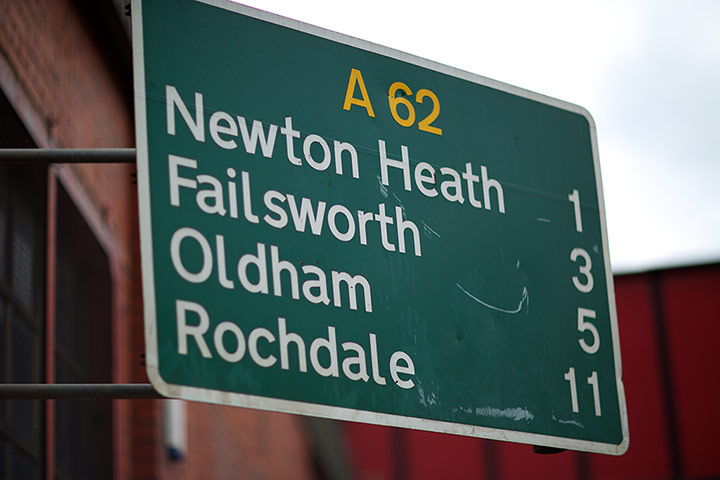 A 62
Newton Heath 1
Failsworth 3
Oldham 5
Rochdale 11